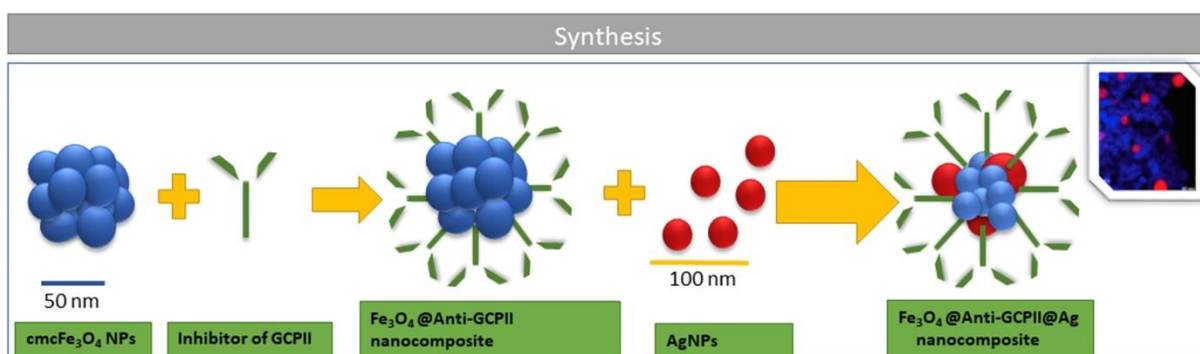 Synthesis
50 nm
100 nm
cmcFe₃O₄ NPs
Inhibitor of GCPII
Fe₃O₄ @Anti-GCPII
nanocomposite
AgNPs
Fe₃O₄ @Anti-GCPII@Ag
nanocomposite